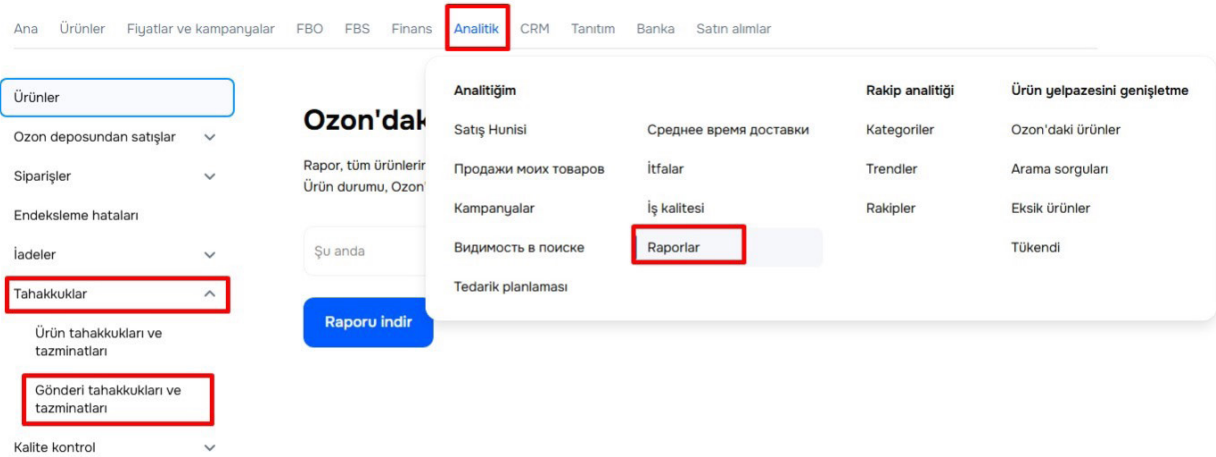 Ana Ürünler Fiyatlar ve kampanyalar FBO FBS Finans Analitik CRM Tanıtım Banka Satın alımlar
Ürünler
Ozon deposundan satışlar
Siparişler
Endeksleme hataları
İadeler
Tahakkuklar
Ürün tahakkukları ve
tazminatları
Gönderi tahakkukları ve
tazminatları
Kalite kontrol
Ozon'dak
Rapor, tüm ürünlerir
Ürün durumu, Ozon'
Şu anda
Raporu indir
Analitiğim
Satış Hunisi
Продажи моих товаров
Kampanyalar
Видимость в поиске
Tedarik planlaması
Среднее время доставки
İtfalar
İş kalitesi
Raporlar
Rakip analitiği
Kategoriler
Trendler
Rakipler
Ürün yelpazesini genişletme
Ozon'daki ürünler
Arama sorguları
Eksik ürünler
Tükendi